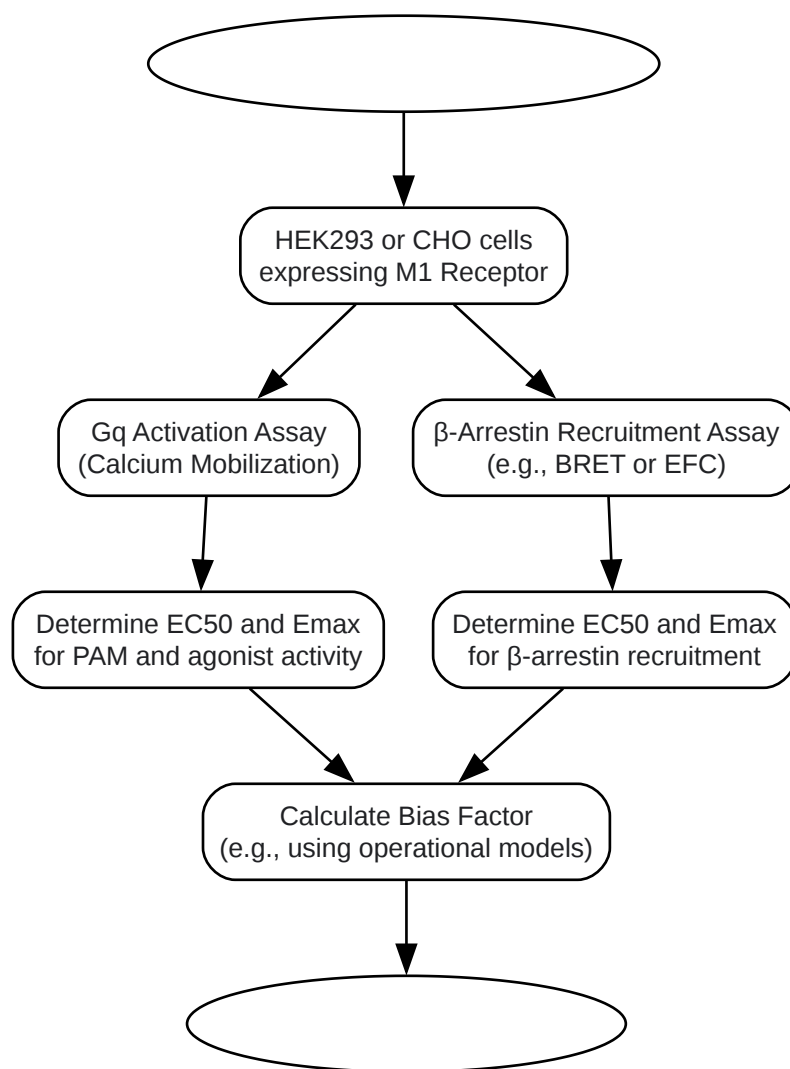 HEK293 or CHO cells
expressing M1 Receptor
Gq Activation Assay
(Calcium Mobilization)
β-Arrestin Recruitment Assay
(e.g., BRET or EFC)
Determine EC50 and Emax
for PAM and agonist activity
Determine EC50 and Emax
for β-arrestin recruitment
Calculate Bias Factor
(e.g., using operational models)